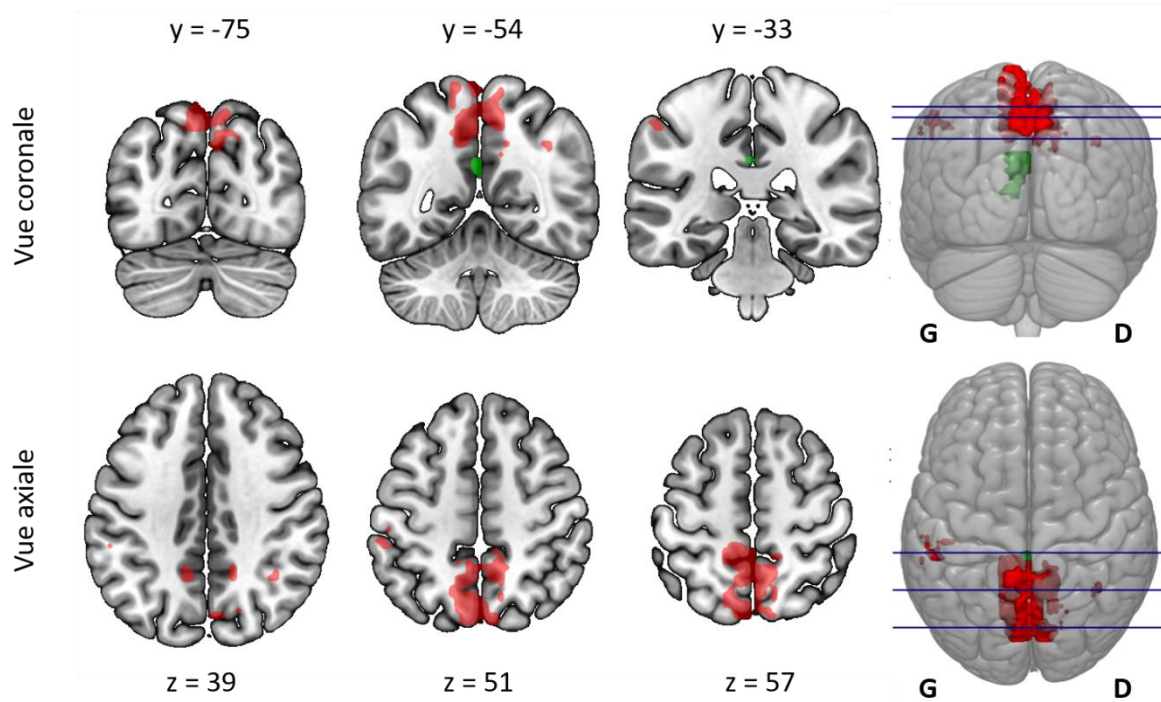 y = -75
y = -54
y = -33
Vue coronale
G
D
Vue axiale
z = 39
z = 51
z = 57
G
D